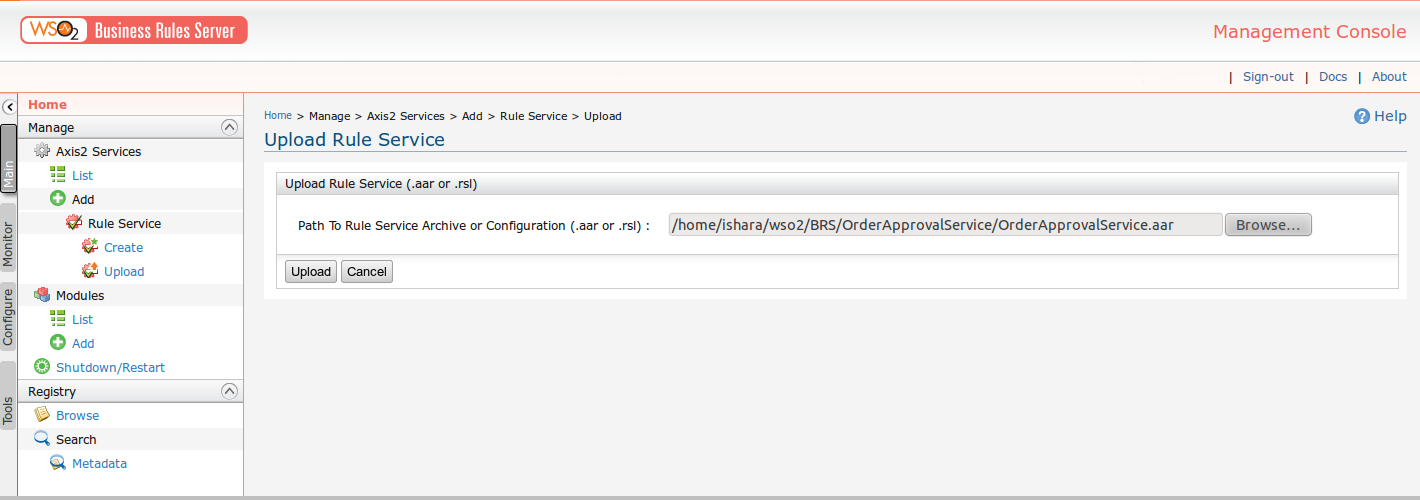 WSO2 Business Rules Server
Management Console
| Sign-out | Docs | About
Main
Monitor
Configure
Tools
Home
Manage
Axis2 Services
List
Add
Rule Service
Create
Upload
Modules
List
Add
Shutdown/Restart
Registry
Browse
Search
Metadata
Home > Manage > Axis2 Services > Add > Rule Service > Upload
? Help
Upload Rule Service
Upload Rule Service (.aar or .rsl)
Path To Rule Service Archive or Configuration (.aar or .rsl) : /home/ishara/wso2/BRS/OrderApprovalService/OrderApprovalService.aar Browse...
Upload Cancel